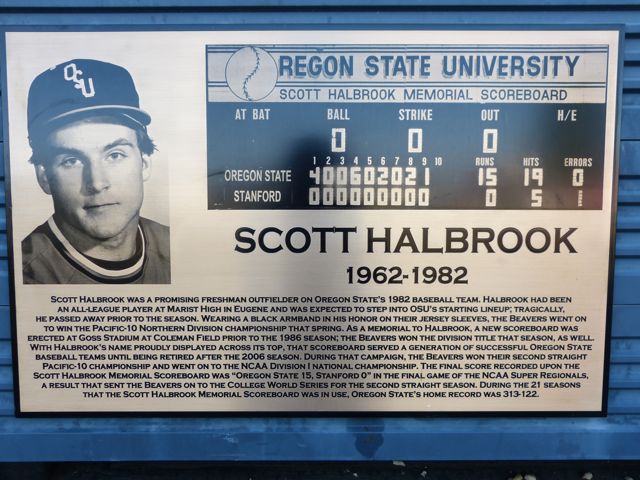 OSU
OREGON STATE UNIVERSITY
SCOTT HALBROOK MEMORIAL SCOREBOARD
AT BAT BALL STRIKE OUT H/E
0 0 0
1 2 3 4 5 6 7 8 9 10 RUNS HITS ERRORS
OREGON STATE 400602021 15 19 0
STANFORD 000000000 0 5 1
SCOTT HALBROOK
1962-1982
SCOTT HALBROOK WAS A PROMISING FRESHMAN OUTFIELDER ON OREGON STATE'S 1982 BASEBALL TEAM. HALBROOK HAD BEEN
AN ALL-LEAGUE PLAYER AT MARIST HIGH IN EUGENE AND WAS EXPECTED TO STEP INTO OSU'S STARTING LINEUP; TRAGICALLY,
HE PASSED AWAY PRIOR TO THE SEASON. WEARING A BLACK ARMBAND IN HIS HONOR ON THEIR JERSEY SLEEVES, THE BEAVERS WENT ON
TO WIN THE PACIFIC-10 NORTHERN DIVISION CHAMPIONSHIP THAT SPRING. AS A MEMORIAL TO HALBROOK, A NEW SCOREBOARD WAS
ERECTED AT GOSS STADIUM AT COLEMAN FIELD PRIOR TO THE 1986 SEASON; THE BEAVERS WON THE DIVISION TITLE THAT SEASON, AS WELL.
WITH HALBROOK'S NAME PROUDLY DISPLAYED ACROSS ITS TOP, THAT SCOREBOARD SERVED A GENERATION OF SUCCESSFUL OREGON STATE
BASEBALL TEAMS UNTIL BEING RETIRED AFTER THE 2006 SEASON. DURING THAT CAMPAIGN, THE BEAVERS WON THEIR SECOND STRAIGHT
PACIFIC-10 CHAMPIONSHIP AND WENT ON TO THE NCAA DIVISION I NATIONAL CHAMPIONSHIP. THE FINAL SCORE RECORDED UPON THE
SCOTT HALBROOK MEMORIAL SCOREBOARD WAS "OREGON STATE 15, STANFORD 0" IN THE FINAL GAME OF THE NCAA SUPER REGIONALS,
A RESULT THAT SENT THE BEAVERS ON TO THE COLLEGE WORLD SERIES FOR THE SECOND STRAIGHT SEASON. DURING THE 21 SEASONS
THAT THE SCOTT HALBROOK MEMORIAL SCOREBOARD WAS IN USE, OREGON STATE'S HOME RECORD WAS 313-122.